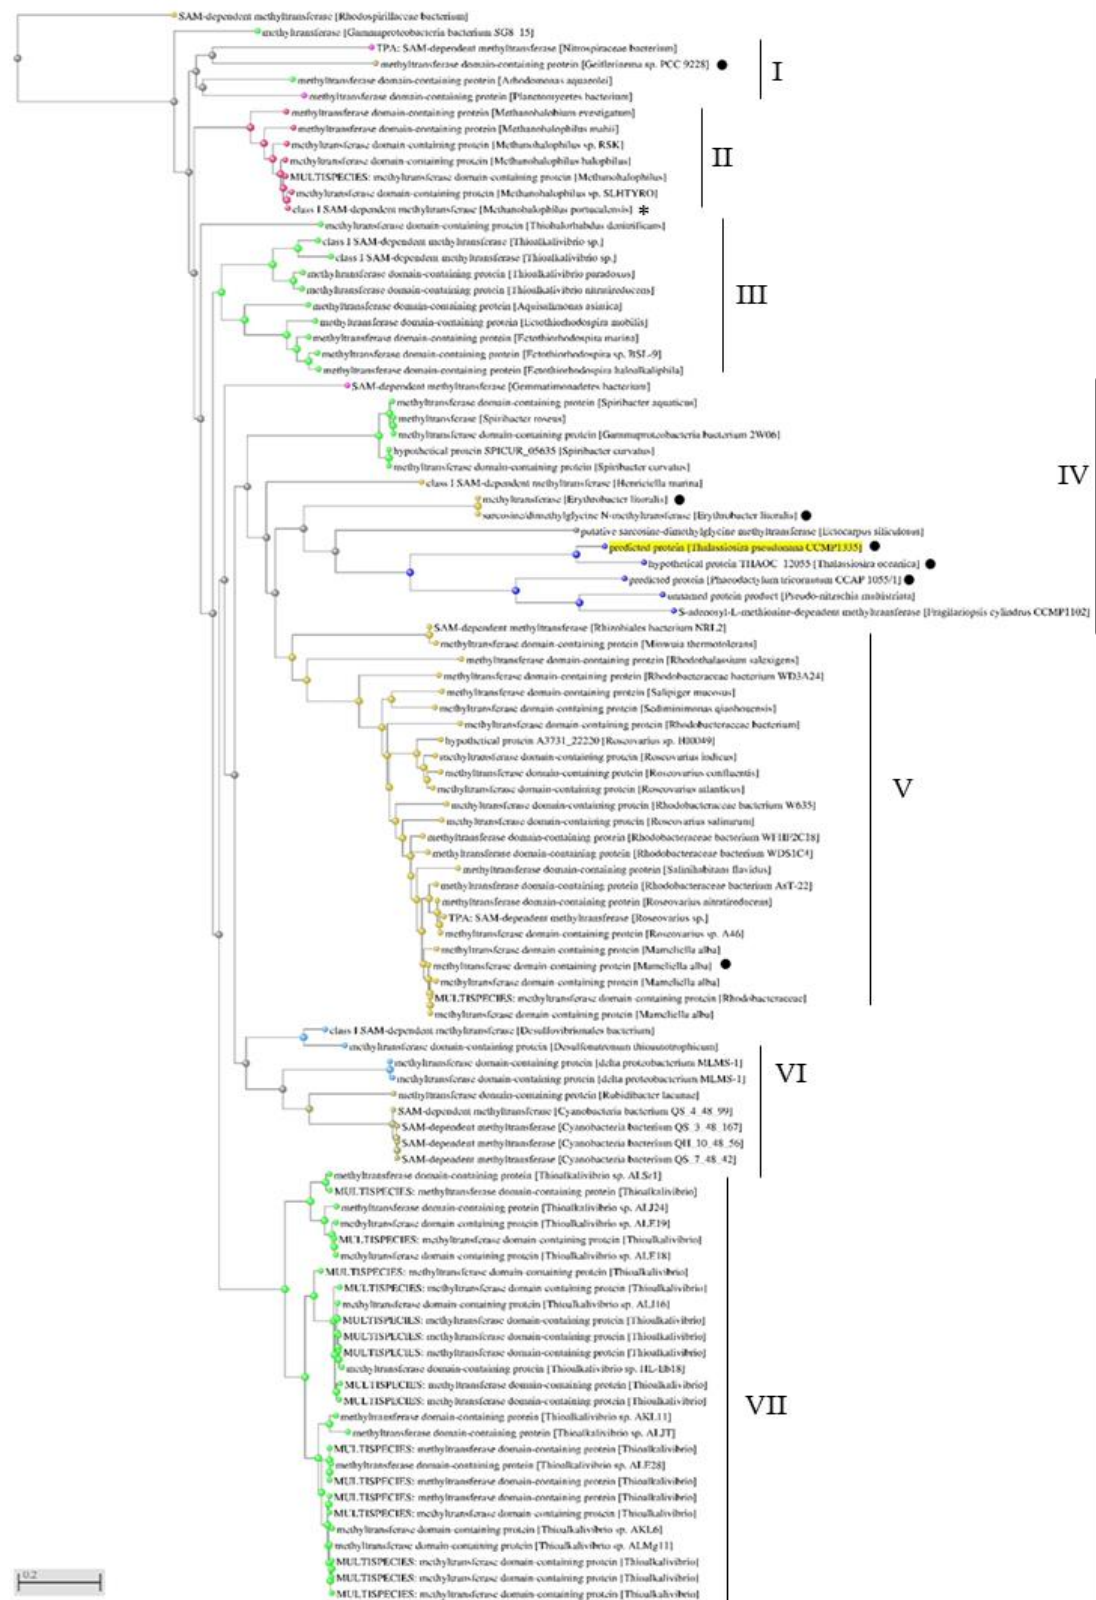 SAM-dependent methyltransferase [Rhodospirillaceae bacterium]
methyltransferase [Gammaproteobacteria bacterium SG8_15]
TPA: SAM-dependent methyltransferase [Nitrospiraceae bacterium]
methyltransferase domain-containing protein [Geitlerinema sp. PCC 9228]
I
methyltransferase domain-containing protein [Arhodomonas aquaeolei]
methyltransferase domain-containing protein [Planctomycetes bacterium]
methyltransferase domain-containing protein [Methanohalobium evestigatum]
methyltransferase domain-containing protein [Methanohalophilus mahii]
methyltransferase domain-containing protein [Methanohalophilus sp. RSK]
II
methyltransferase domain-containing protein [Methanohalophilus halophilus]
MULTISPECIES: methyltransferase domain-containing protein [Methanohalophilus]
methyltransferase domain-containing protein [Methanohalophilus sp. SLHTYRO]
class I SAM-dependent methyltransferase [Methanohalophilus portucalensis] *
methyltransferase domain-containing protein [Thiohalorhabdus denitrificans]
class I SAM-dependent methyltransferase [Thioalkalivibrio sp.]
class I SAM-dependent methyltransferase [Thioalkalivibrio sp.]
methyltransferase domain-containing protein [Thioalkalivibrio paradoxus]
methyltransferase domain-containing protein [Thioalkalivibrio nitratireducens]
III
methyltransferase domain-containing protein [Aquisalimonas asiatica]
methyltransferase domain-containing protein [Ectothiorhodospira mobilis]
methyltransferase domain-containing protein [Ectothiorhodospira marina]
methyltransferase domain-containing protein [Ectothiorhodospira sp. BSL-9]
methyltransferase domain-containing protein [Ectothiorhodospira haloalkaliphila]
SAM-dependent methyltransferase [Gemmatimonadetes bacterium]
methyltransferase domain-containing protein [Spiribacter aquaticus]
methyltransferase [Spiribacter roseus]
methyltransferase domain-containing protein [Gammaproteobacteria bacterium 2W06]
hypothetical protein SPICUR_05635 [Spiribacter curvatus]
methyltransferase domain-containing protein [Spiribacter curvatus]
IV
class I SAM-dependent methyltransferase [Henriciella marina]
methyltransferase [Erythrobacter litoralis]
sarcosine/dimethylglycine N-methyltransferase [Erythrobacter litoralis]
putative sarcosine-dimethylglycine methyltransferase [Ectocarpus siliculosus]
predicted protein [Thalassiosira pseudonana CCMP1335]
hypothetical protein THAOC_12055 [Thalassiosira oceanica]
predicted protein [Phaeodactylum tricornutum CCAP 1055/1]
unnamed protein product [Pseudo-nitzschia multistriata]
S-adenosyl-L-methionine-dependent methyltransferase [Fragilariopsis cylindrus CCMP1102]
SAM-dependent methyltransferase [Rhizobiales bacterium NRL2]
methyltransferase domain-containing protein [Minwuia thermotolerans]
methyltransferase domain-containing protein [Rhodothalassium salexigens]
methyltransferase domain-containing protein [Rhodobacteraceae bacterium WD3A24]
methyltransferase domain-containing protein [Salipiger mucosus]
methyltransferase domain-containing protein [Sediminimonas qiaohouensis]
methyltransferase domain-containing protein [Rhodobacteraceae bacterium]
hypothetical protein A3731_22220 [Roseovarius sp. HI0049]
methyltransferase domain-containing protein [Roseovarius indicus]
methyltransferase domain-containing protein [Roseovarius confluentis]
methyltransferase domain-containing protein [Roseovarius atlanticus]
V
methyltransferase domain-containing protein [Rhodobacteraceae bacterium W635]
methyltransferase domain-containing protein [Roseovarius salinarum]
methyltransferase domain-containing protein [Rhodobacteraceae bacterium WFHF2C18]
methyltransferase domain-containing protein [Rhodobacteraceae bacterium WDS1C4]
methyltransferase domain-containing protein [Salinihabitans flavidus]
methyltransferase domain-containing protein [Rhodobacteraceae bacterium AsT-22]
methyltransferase domain-containing protein [Roseovarius nitratireducens]
TPA: SAM-dependent methyltransferase [Roseovarius sp.]
methyltransferase domain-containing protein [Roseovarius sp. A46]
methyltransferase domain-containing protein [Mameliella alba]
methyltransferase domain-containing protein [Mameliella alba]
methyltransferase domain-containing protein [Mameliella alba]
MULTISPECIES: methyltransferase domain-containing protein [Rhodobacteraceae]
methyltransferase domain-containing protein [Mameliella alba]
class I SAM-dependent methyltransferase [Desulfovibrionales bacterium]
methyltransferase domain-containing protein [Desulfonatronum thioautotrophicum]
methyltransferase domain-containing protein [delta proteobacterium MLMS-1]
VI
methyltransferase domain-containing protein [delta proteobacterium MLMS-1]
methyltransferase domain-containing protein [Rubidibacter lacunae]
SAM-dependent methyltransferase [Cyanobacteria bacterium QS_4_48_99]
SAM-dependent methyltransferase [Cyanobacteria bacterium QS_3_48_167]
SAM-dependent methyltransferase [Cyanobacteria bacterium QH_10_48_56]
SAM-dependent methyltransferase [Cyanobacteria bacterium QS_7_48_42]
methyltransferase domain-containing protein [Thioalkalivibrio sp. ALSr1]
MULTISPECIES: methyltransferase domain-containing protein [Thioalkalivibrio]
methyltransferase domain-containing protein [Thioalkalivibrio sp. ALJ24]
methyltransferase domain-containing protein [Thioalkalivibrio sp. ALE19]
MULTISPECIES: methyltransferase domain-containing protein [Thioalkalivibrio]
methyltransferase domain-containing protein [Thioalkalivibrio sp. ALE18]
MULTISPECIES: methyltransferase domain-containing protein [Thioalkalivibrio]
MULTISPECIES: methyltransferase domain-containing protein [Thioalkalivibrio]
methyltransferase domain-containing protein [Thioalkalivibrio sp. ALJ16]
MULTISPECIES: methyltransferase domain-containing protein [Thioalkalivibrio]
MULTISPECIES: methyltransferase domain-containing protein [Thioalkalivibrio]
MULTISPECIES: methyltransferase domain-containing protein [Thioalkalivibrio]
methyltransferase domain-containing protein [Thioalkalivibrio sp. HL-Eb18]
MULTISPECIES: methyltransferase domain-containing protein [Thioalkalivibrio]
MULTISPECIES: methyltransferase domain-containing protein [Thioalkalivibrio]
VII
methyltransferase domain-containing protein [Thioalkalivibrio sp. AKL11]
methyltransferase domain-containing protein [Thioalkalivibrio sp. ALJT]
MULTISPECIES: methyltransferase domain-containing protein [Thioalkalivibrio]
methyltransferase domain-containing protein [Thioalkalivibrio sp. ALE28]
MULTISPECIES: methyltransferase domain-containing protein [Thioalkalivibrio]
MULTISPECIES: methyltransferase domain-containing protein [Thioalkalivibrio]
MULTISPECIES: methyltransferase domain-containing protein [Thioalkalivibrio]
methyltransferase domain-containing protein [Thioalkalivibrio sp. AKL6]
methyltransferase domain-containing protein [Thioalkalivibrio sp. ALMg11]
MULTISPECIES: methyltransferase domain-containing protein [Thioalkalivibrio]
MULTISPECIES: methyltransferase domain-containing protein [Thioalkalivibrio]
MULTISPECIES: methyltransferase domain-containing protein [Thioalkalivibrio]
0.2